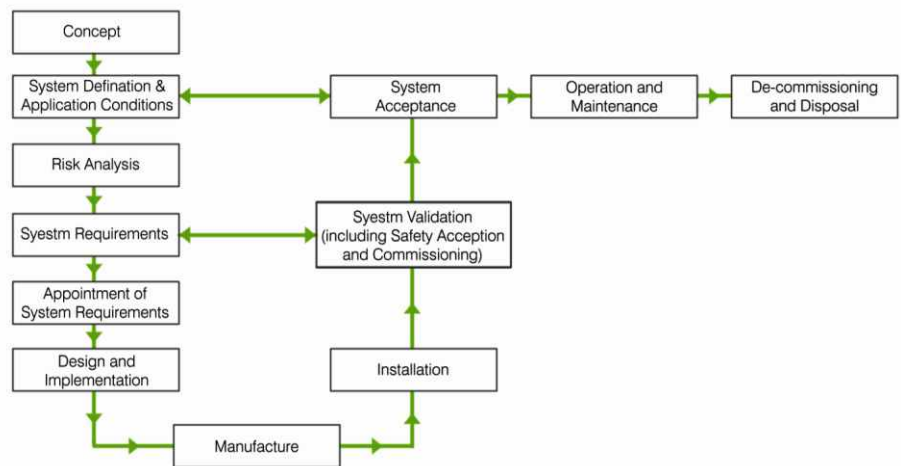 Concept
System Defination &
Application Conditions
System
Acceptance
Operation and
Maintenance
De-commissioning
and Disposal
Risk Analysis
Syestm Requirements
Syestm Validation
(including Safety Acception
and Commissioning)
Appointment of
System Requirements
Design and
Implementation
Installation
Manufacture